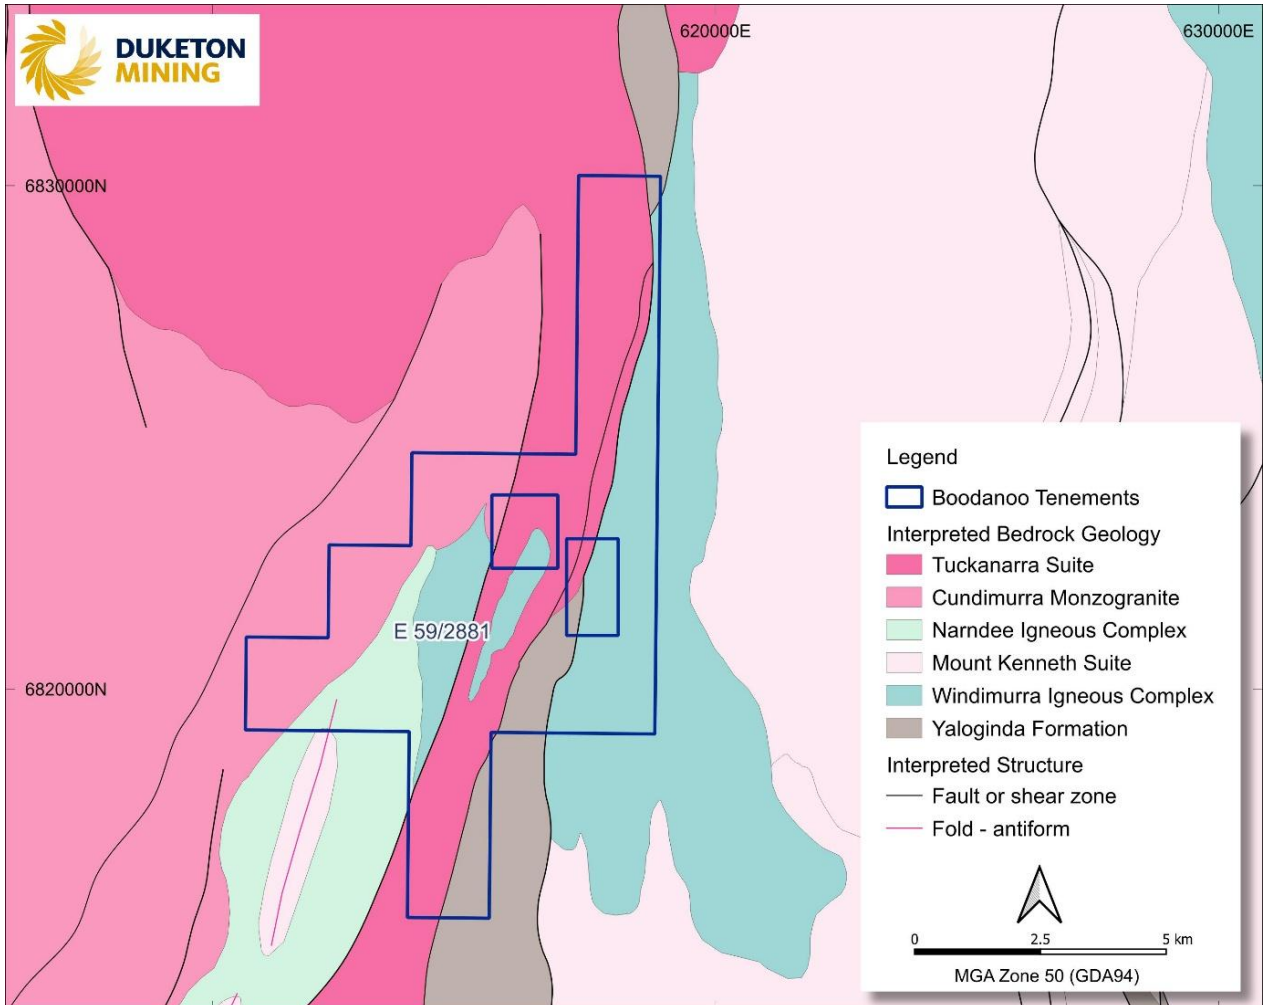 DUKETON
MINING
620000E
630000E
6830000N
E 59/2881
6820000N
Legend
Boodanoo Tenements
Interpreted Bedrock Geology
Tuckanarra Suite
Cundimurra Monzogranite
Narndee Igneous Complex
Mount Kenneth Suite
Windimurra Igneous Complex
Yaloginda Formation
Interpreted Structure
Fault or shear zone
Fold - antiform
0 2.5 5 km
MGA Zone 50 (GDA94)